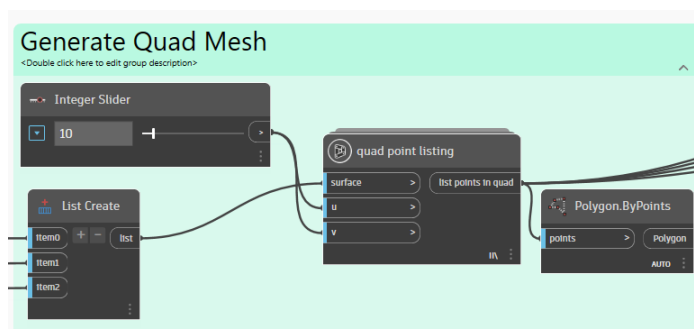 Generate Quad Mesh
<Double click here to edit group description>
Integer Slider
10
>
quad point listing
surface > list points in quad
u >
v >
List Create
item0 + - list
item1
item2
Polygon.ByPoints
points > Polygon
AUTO